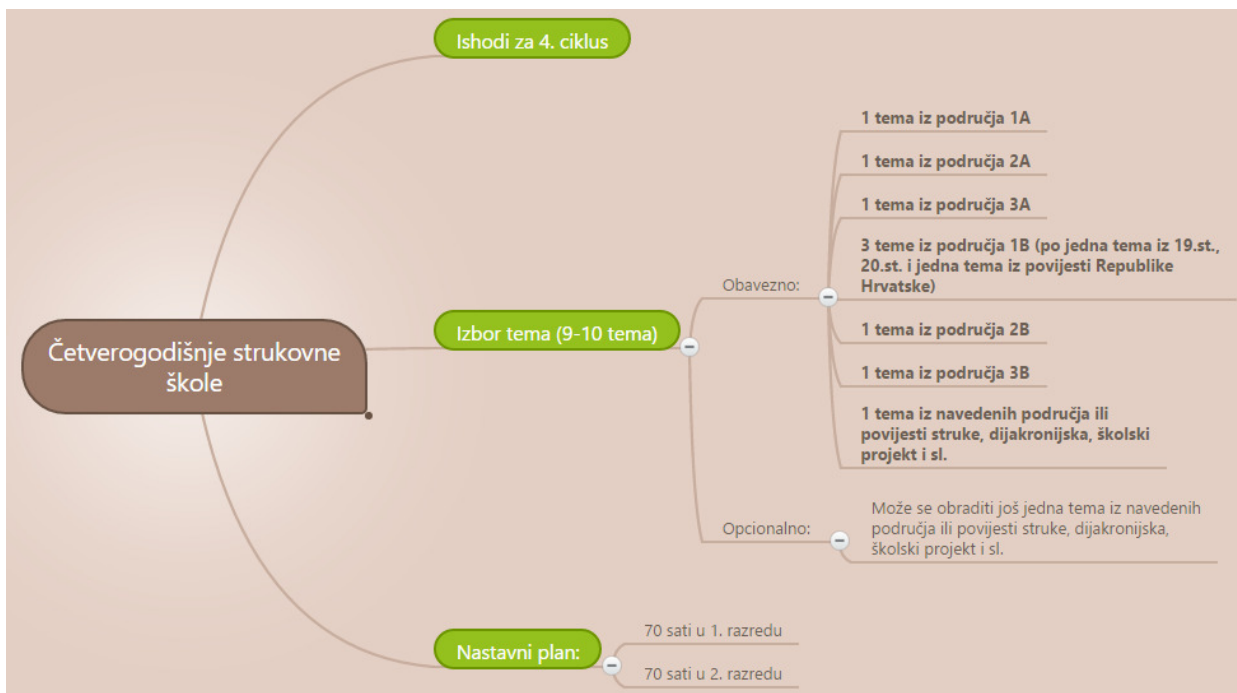 Četverogodišnje strukovne
škole
Ishodi za 4. ciklus
Izbor tema (9-10 tema)
Obavezno:
1 tema iz područja 1A
1 tema iz područja 2A
1 tema iz područja 3A
3 teme iz područja 1B (po jedna tema iz 19.st.,
20.st. i jedna tema iz povijesti Republike
Hrvatske)
1 tema iz područja 2B
1 tema iz područja 3B
1 tema iz navedenih područja ili
povijesti struke, dijakronijska, školski
projekt i sl.
Opcionalno:
Može se obraditi još jedna tema iz navedenih
područja ili povijesti struke, dijakronijska,
školski projekt i sl.
Nastavni plan:
70 sati u 1. razredu
70 sati u 2. razredu